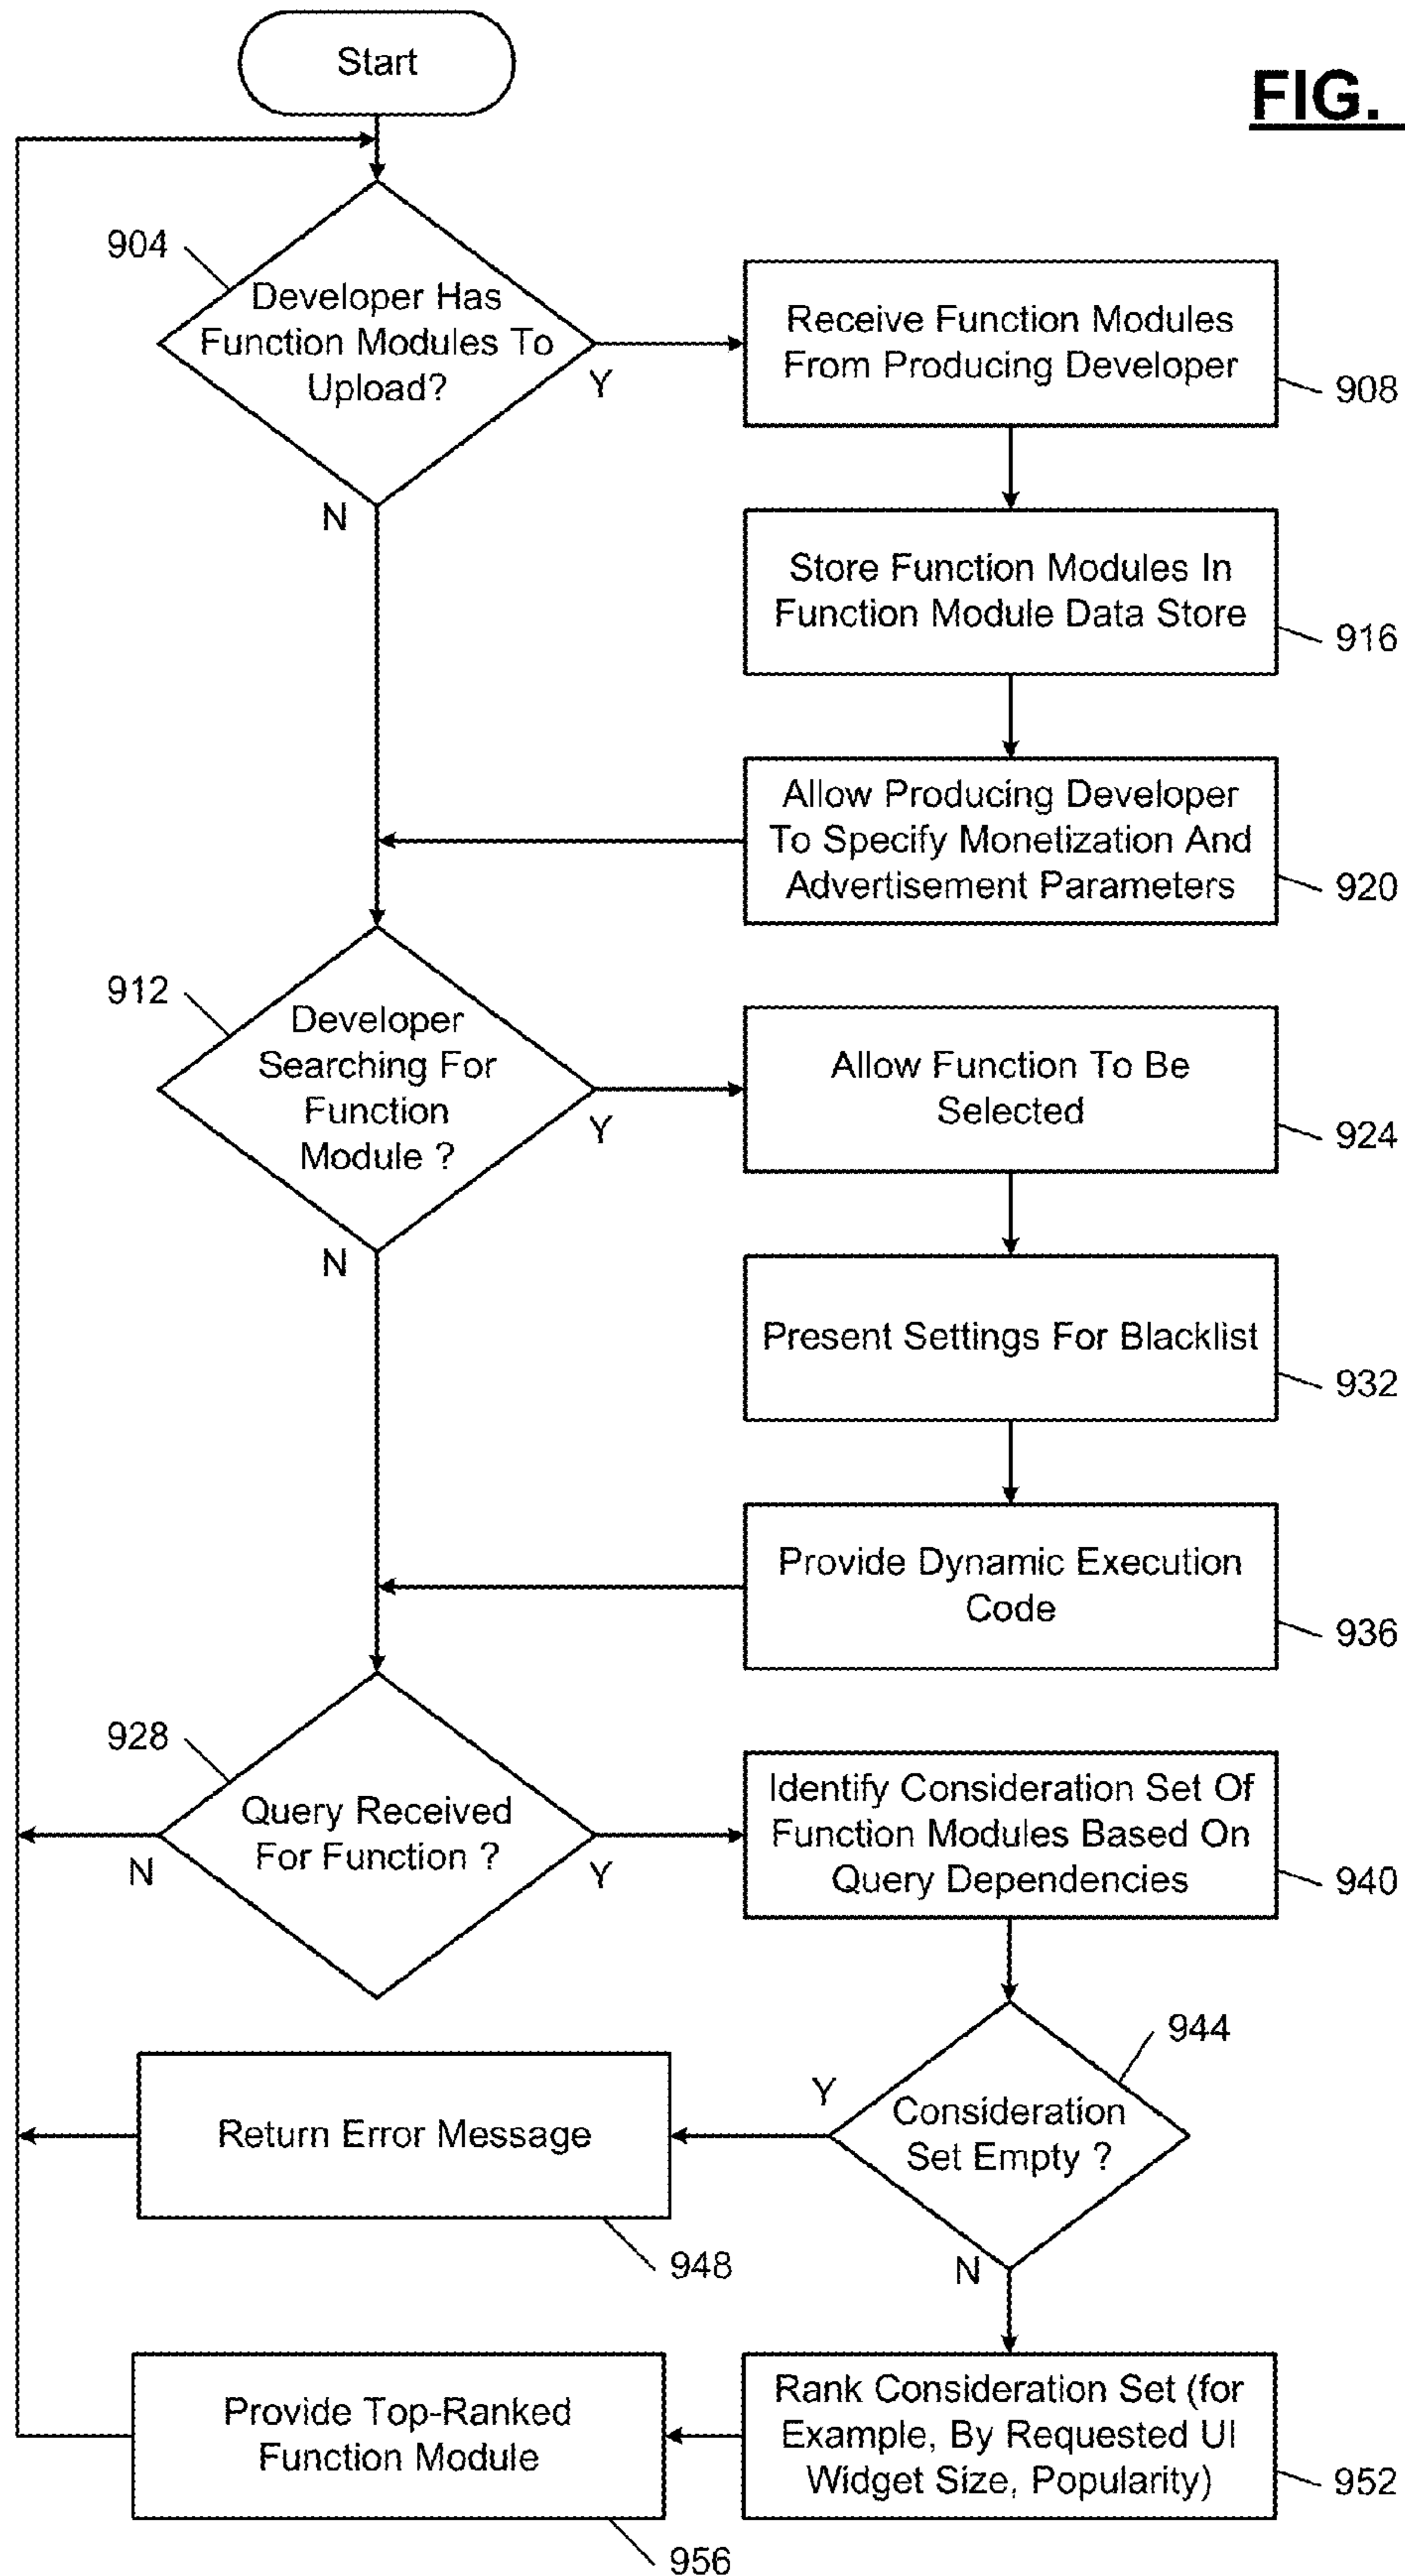 Start
FIG.
904
Developer Has
Function Modules To
Upload?
Y
N
Receive Function Modules
From Producing Developer
908
Store Function Modules In
Function Module Data Store
916
Allow Producing Developer
To Specify Monetization And
Advertisement Parameters
920
912
Developer
Searching For
Function
Module ?
Y
N
Allow Function To Be
Selected
924
Present Settings For Blacklist
932
Provide Dynamic Execution
Code
936
928
Query Received
For Function ?
N
Y
Identify Consideration Set Of
Function Modules Based On
Query Dependencies
940
944
Consideration
Set Empty ?
Y
N
Return Error Message
948
Rank Consideration Set (for
Example, By Requested UI
Widget Size, Popularity)
952
Provide Top-Ranked
Function Module
956